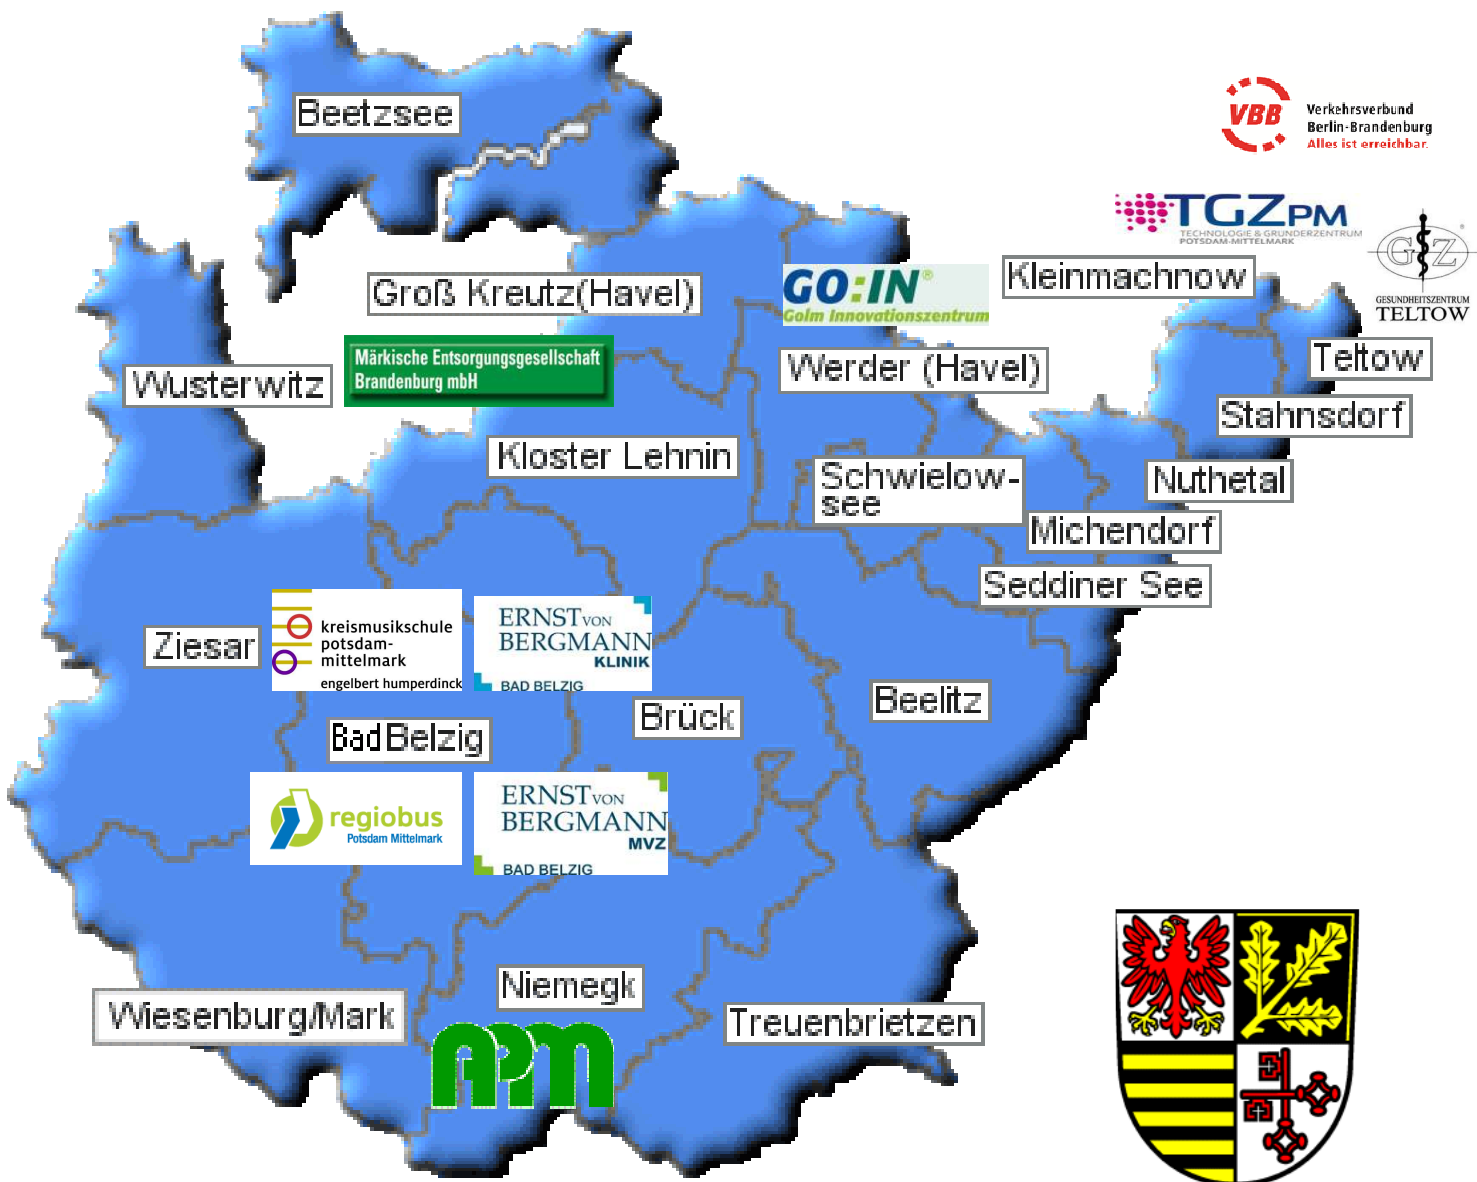 Beetzsee
VBB
Verkehrsverbund
Berlin-Brandenburg
Alles ist erreichbar.
TGZPM
TECHNOLOGIE & GRÜNDERZENTRUM
POTSDAM-MITTELMARK
GZ
GESUNDHEITSZENTRUM
TELTOW
Kleinmachnow
Groß Kreutz(Havel)
GO:IN®
Golm Innovationszentrum
Märkische Entsorgungsgesellschaft
Brandenburg mbH
Wusterwitz
Werder (Havel)
Teltow
Stahnsdorf
Kloster Lehnin
Schwielow-
see
Nuthetal
Michendorf
Seddiner See
Ziesar
kreismusikschule
potsdam-
mittelmark
engelbert humperdinck
ERNST VON
BERGMANN
KLINIK
BAD BELZIG
Beelitz
Brück
Bad Belzig
regiobus
Potsdam Mittelmark
ERNST VON
BERGMANN
MVZ
BAD BELZIG
Niemegk
Wiesenburg/Mark
Treuenbrietzen
APM